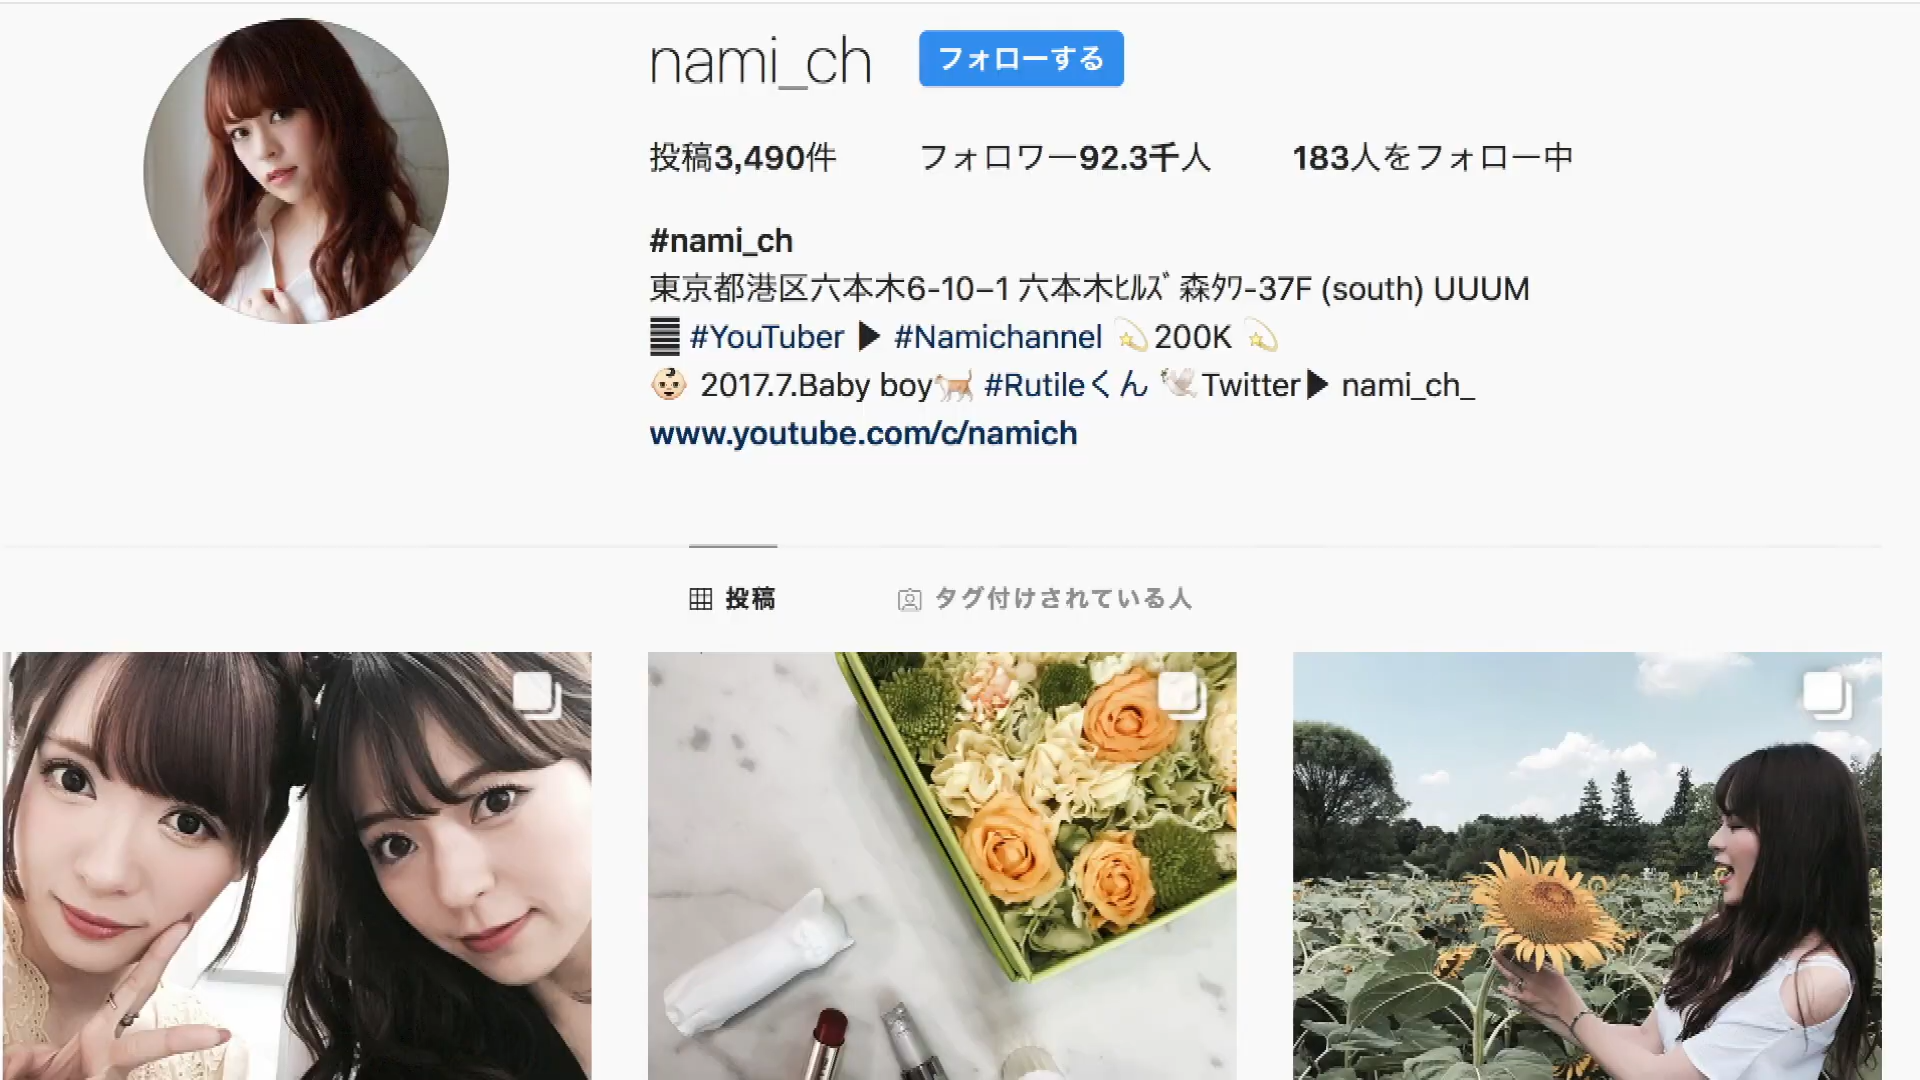 nami_ch フォローする
投稿3,490件 フォロワー92.3千人 183人をフォロー中
#nami_ch
東京都港区六本木6-10−1 六本木ﾋﾙｽﾞ森ﾀﾜ-37F (south) UUUM
#YouTuber ▶ #Namichannel 💫200K 💫
👶🏻 2017.7.Baby boy🐈 #Rutileくん 🕊Twitter▶ nami_ch_
www.youtube.com/c/namich
投稿 タグ付けされている人